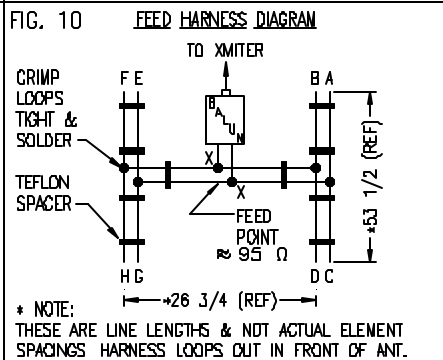 FIG. 10 FEED HARNESS DIAGRAM
TO XMITER
F E
B A
CRIMP
LOOPS
TIGHT &
SOLDER
BALUN
X
X
TEFLON
SPACER
FEED
POINT
≈ 95 Ω
*53 1/2 (REF)
H G
D C
*26 3/4 (REF)
* NOTE:
THESE ARE LINE LENGTHS & NOT ACTUAL ELEMENT
SPACINGS HARNESS LOOPS OUT IN FRONT OF ANT.